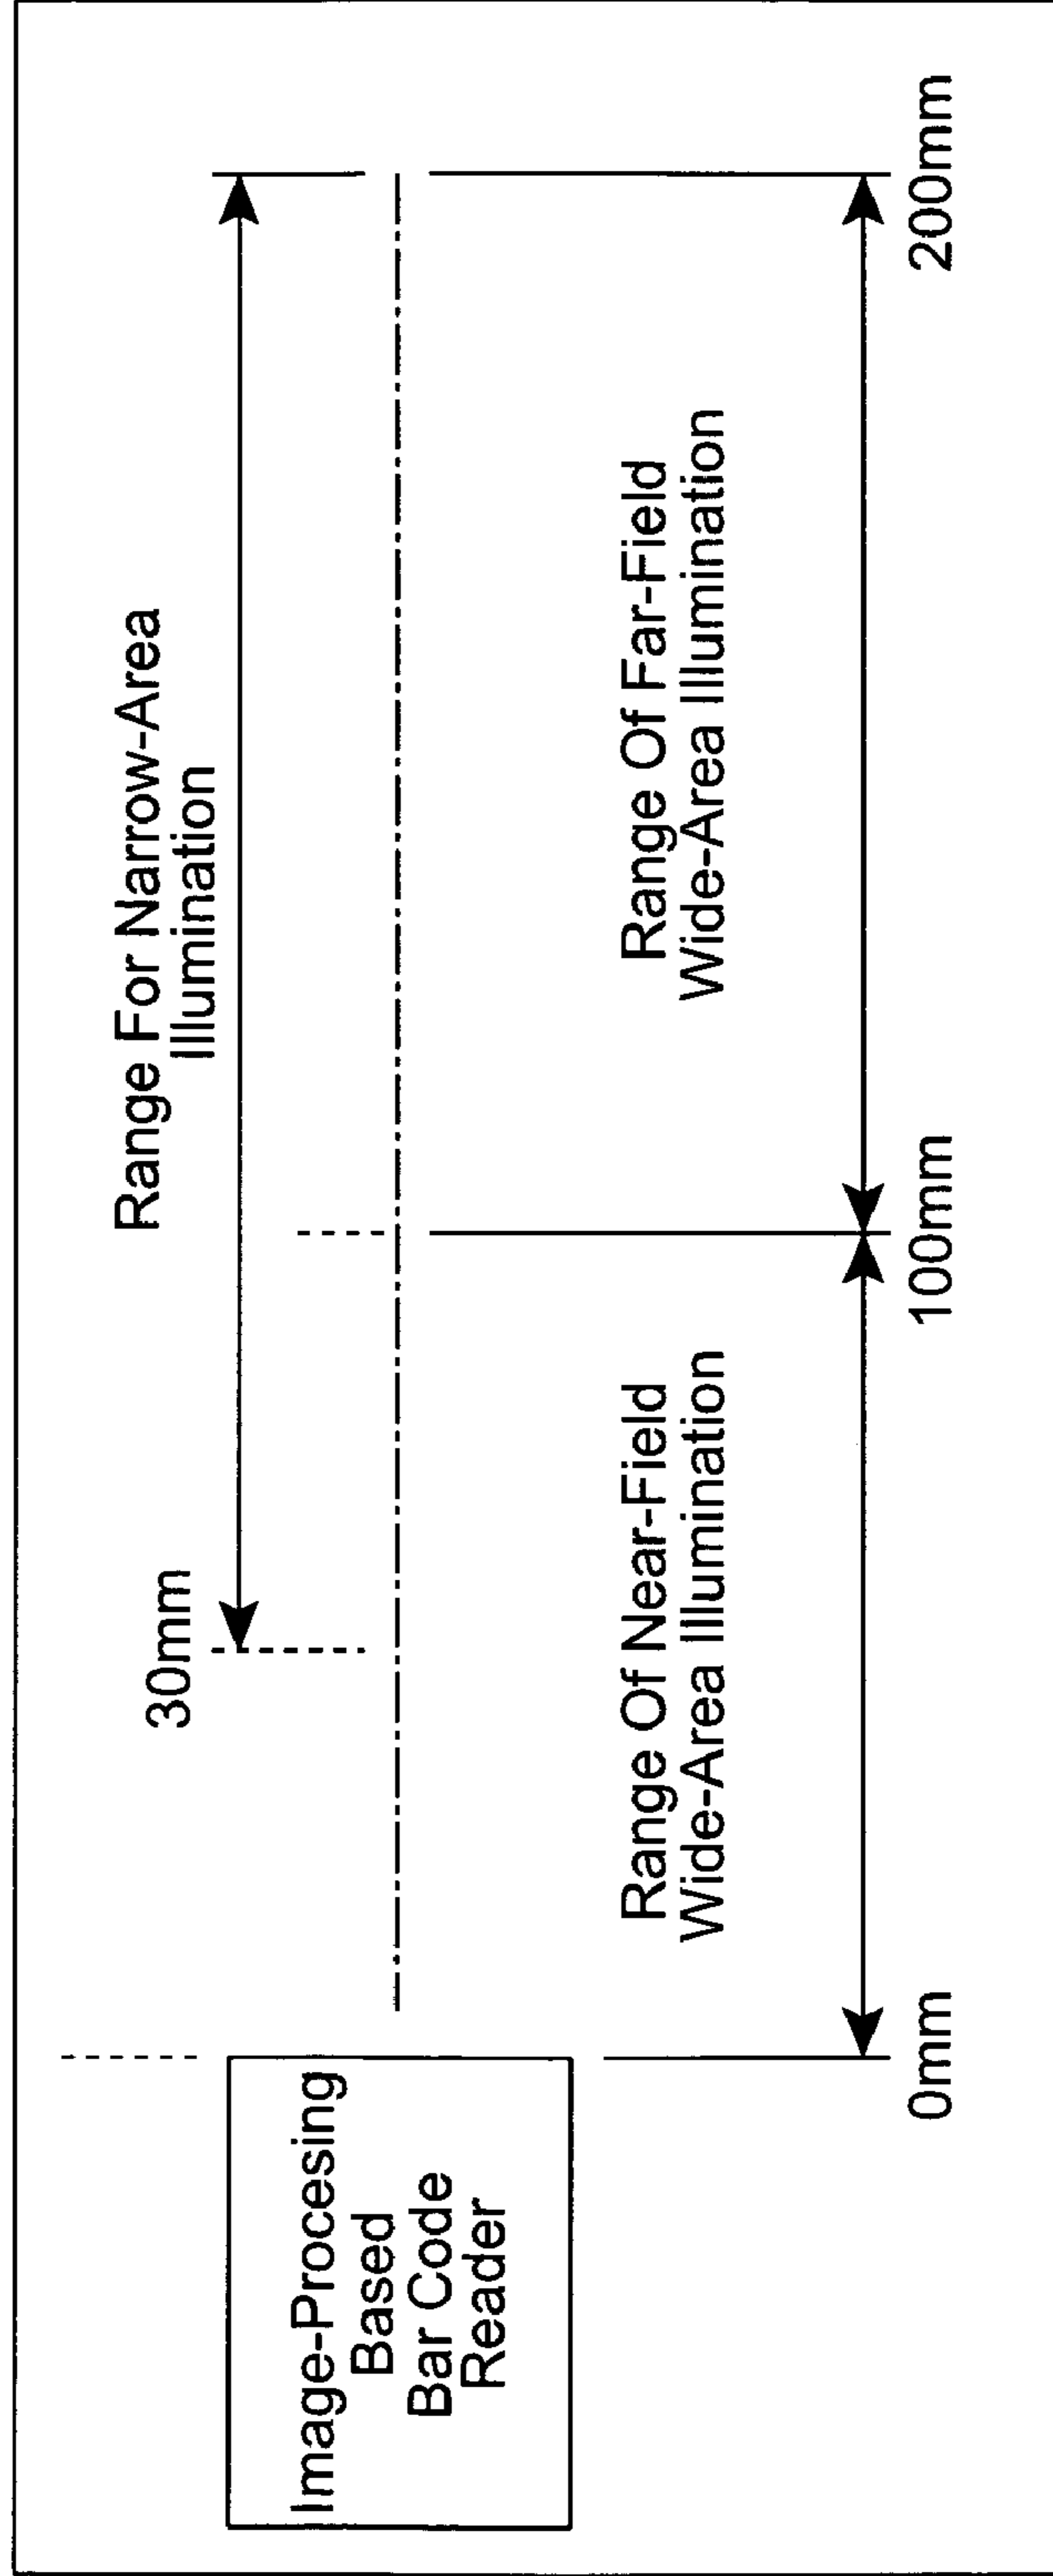 Range For Narrow-Area
Illumination
30mm
Image-Procesing
Based
Bar Code
Reader
Range Of Near-Field
Wide-Area Illumination
Range Of Far-Field
Wide-Area Illumination
0mm
100mm
200mm